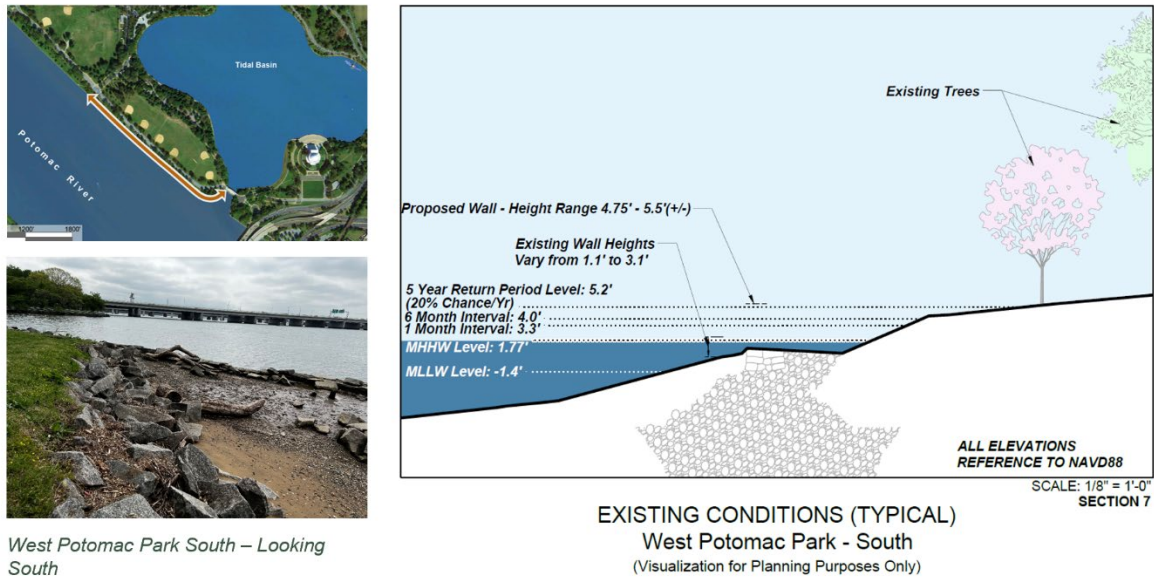 Tidal Basin
Potomac River
1200' 1800'
West Potomac Park South – Looking
South
Existing Trees
Proposed Wall - Height Range 4.75' - 5.5'(+/-)
Existing Wall Heights
Vary from 1.1' to 3.1'
5 Year Return Period Level: 5.2'
(20% Chance/Yr)
6 Month Interval: 4.0'
1 Month Interval: 3.3'
MHHW Level: 1.77'
MLLW Level: -1.4'
ALL ELEVATIONS
REFERENCE TO NAVD88
SCALE: 1/8" = 1'-0"
SECTION 7
EXISTING CONDITIONS (TYPICAL)
West Potomac Park - South
(Visualization for Planning Purposes Only)